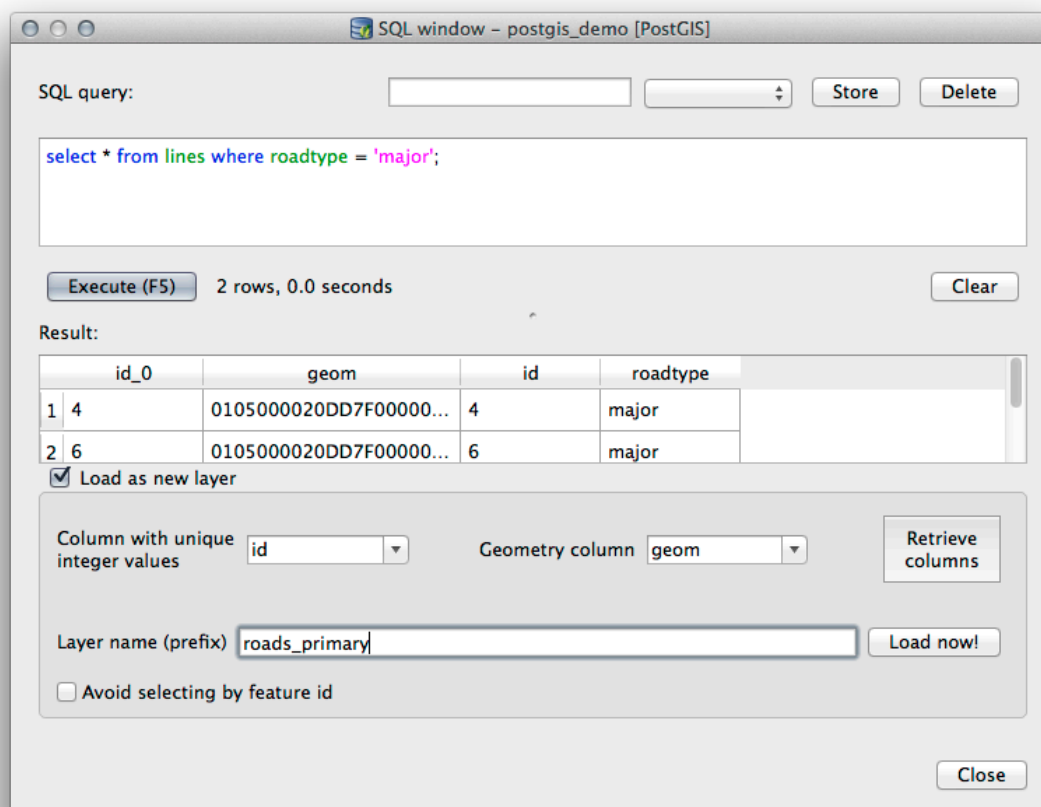 SQL window – postgis_demo [PostGIS]
SQL query:
Store
Delete
select * from lines where roadtype = 'major';
Execute (F5)
2 rows, 0.0 seconds
Clear
Result:
id_0 geom id roadtype
1 4 0105000020DD7F00000... 4 major
2 6 0105000020DD7F00000... 6 major
Load as new layer
Column with unique
integer values
id
Geometry column
geom
Retrieve
columns
Layer name (prefix)
roads_primary
Load now!
Avoid selecting by feature id
Close